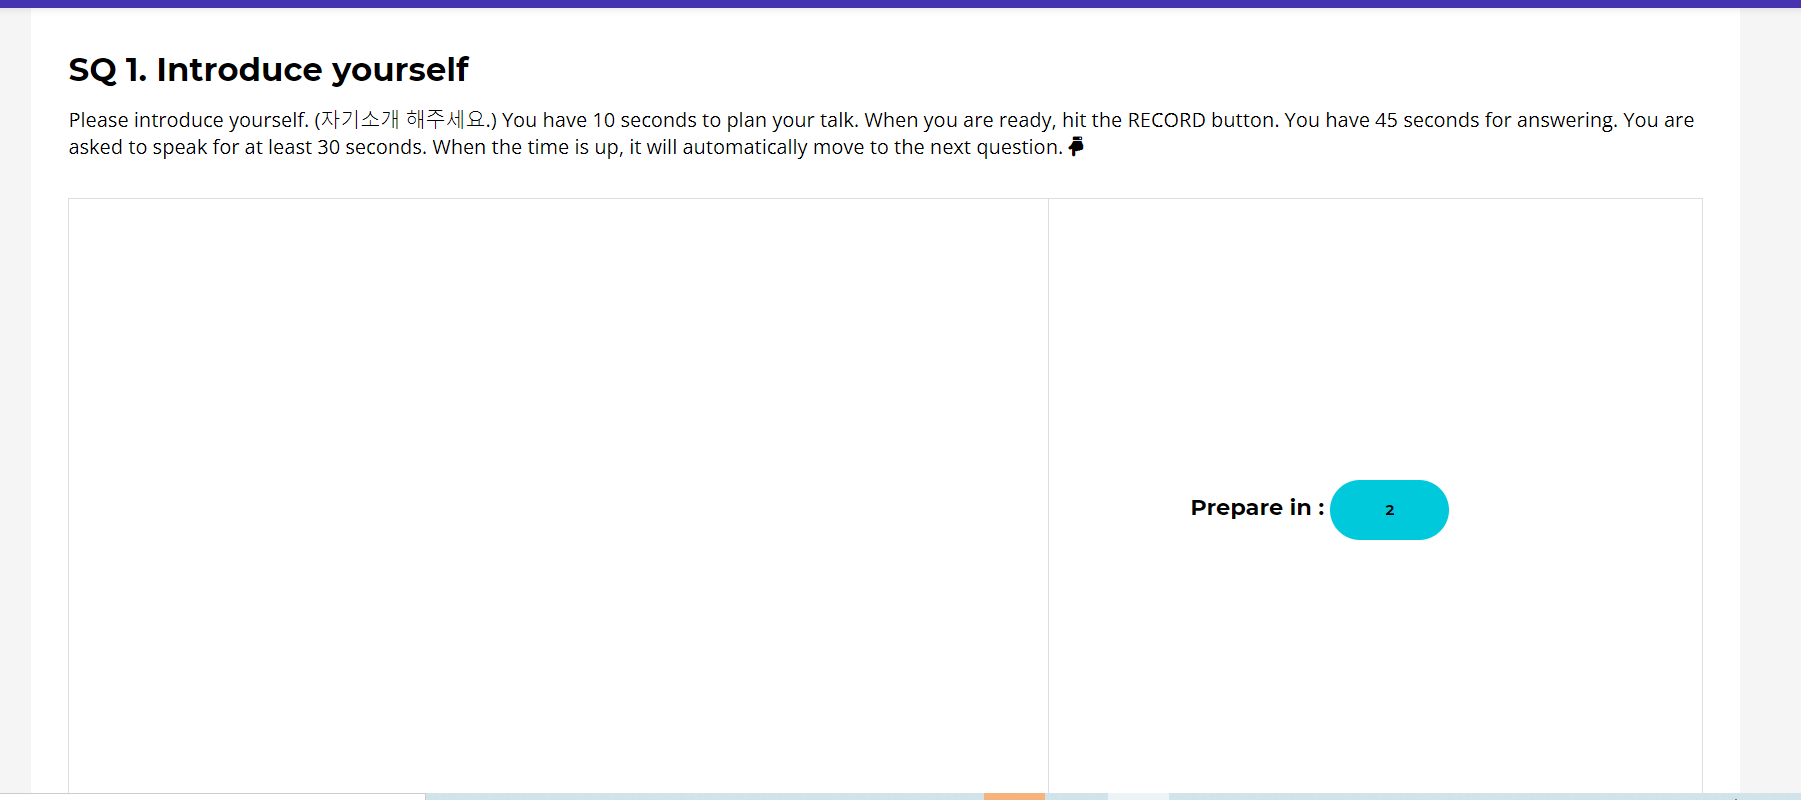 SQ 1. Introduce yourself
Please introduce yourself. (자기소개 해주세요.) You have 10 seconds to plan your talk. When you are ready, hit the RECORD button. You have 45 seconds for answering. You are
asked to speak for at least 30 seconds. When the time is up, it will automatically move to the next question.
Prepare in : 2